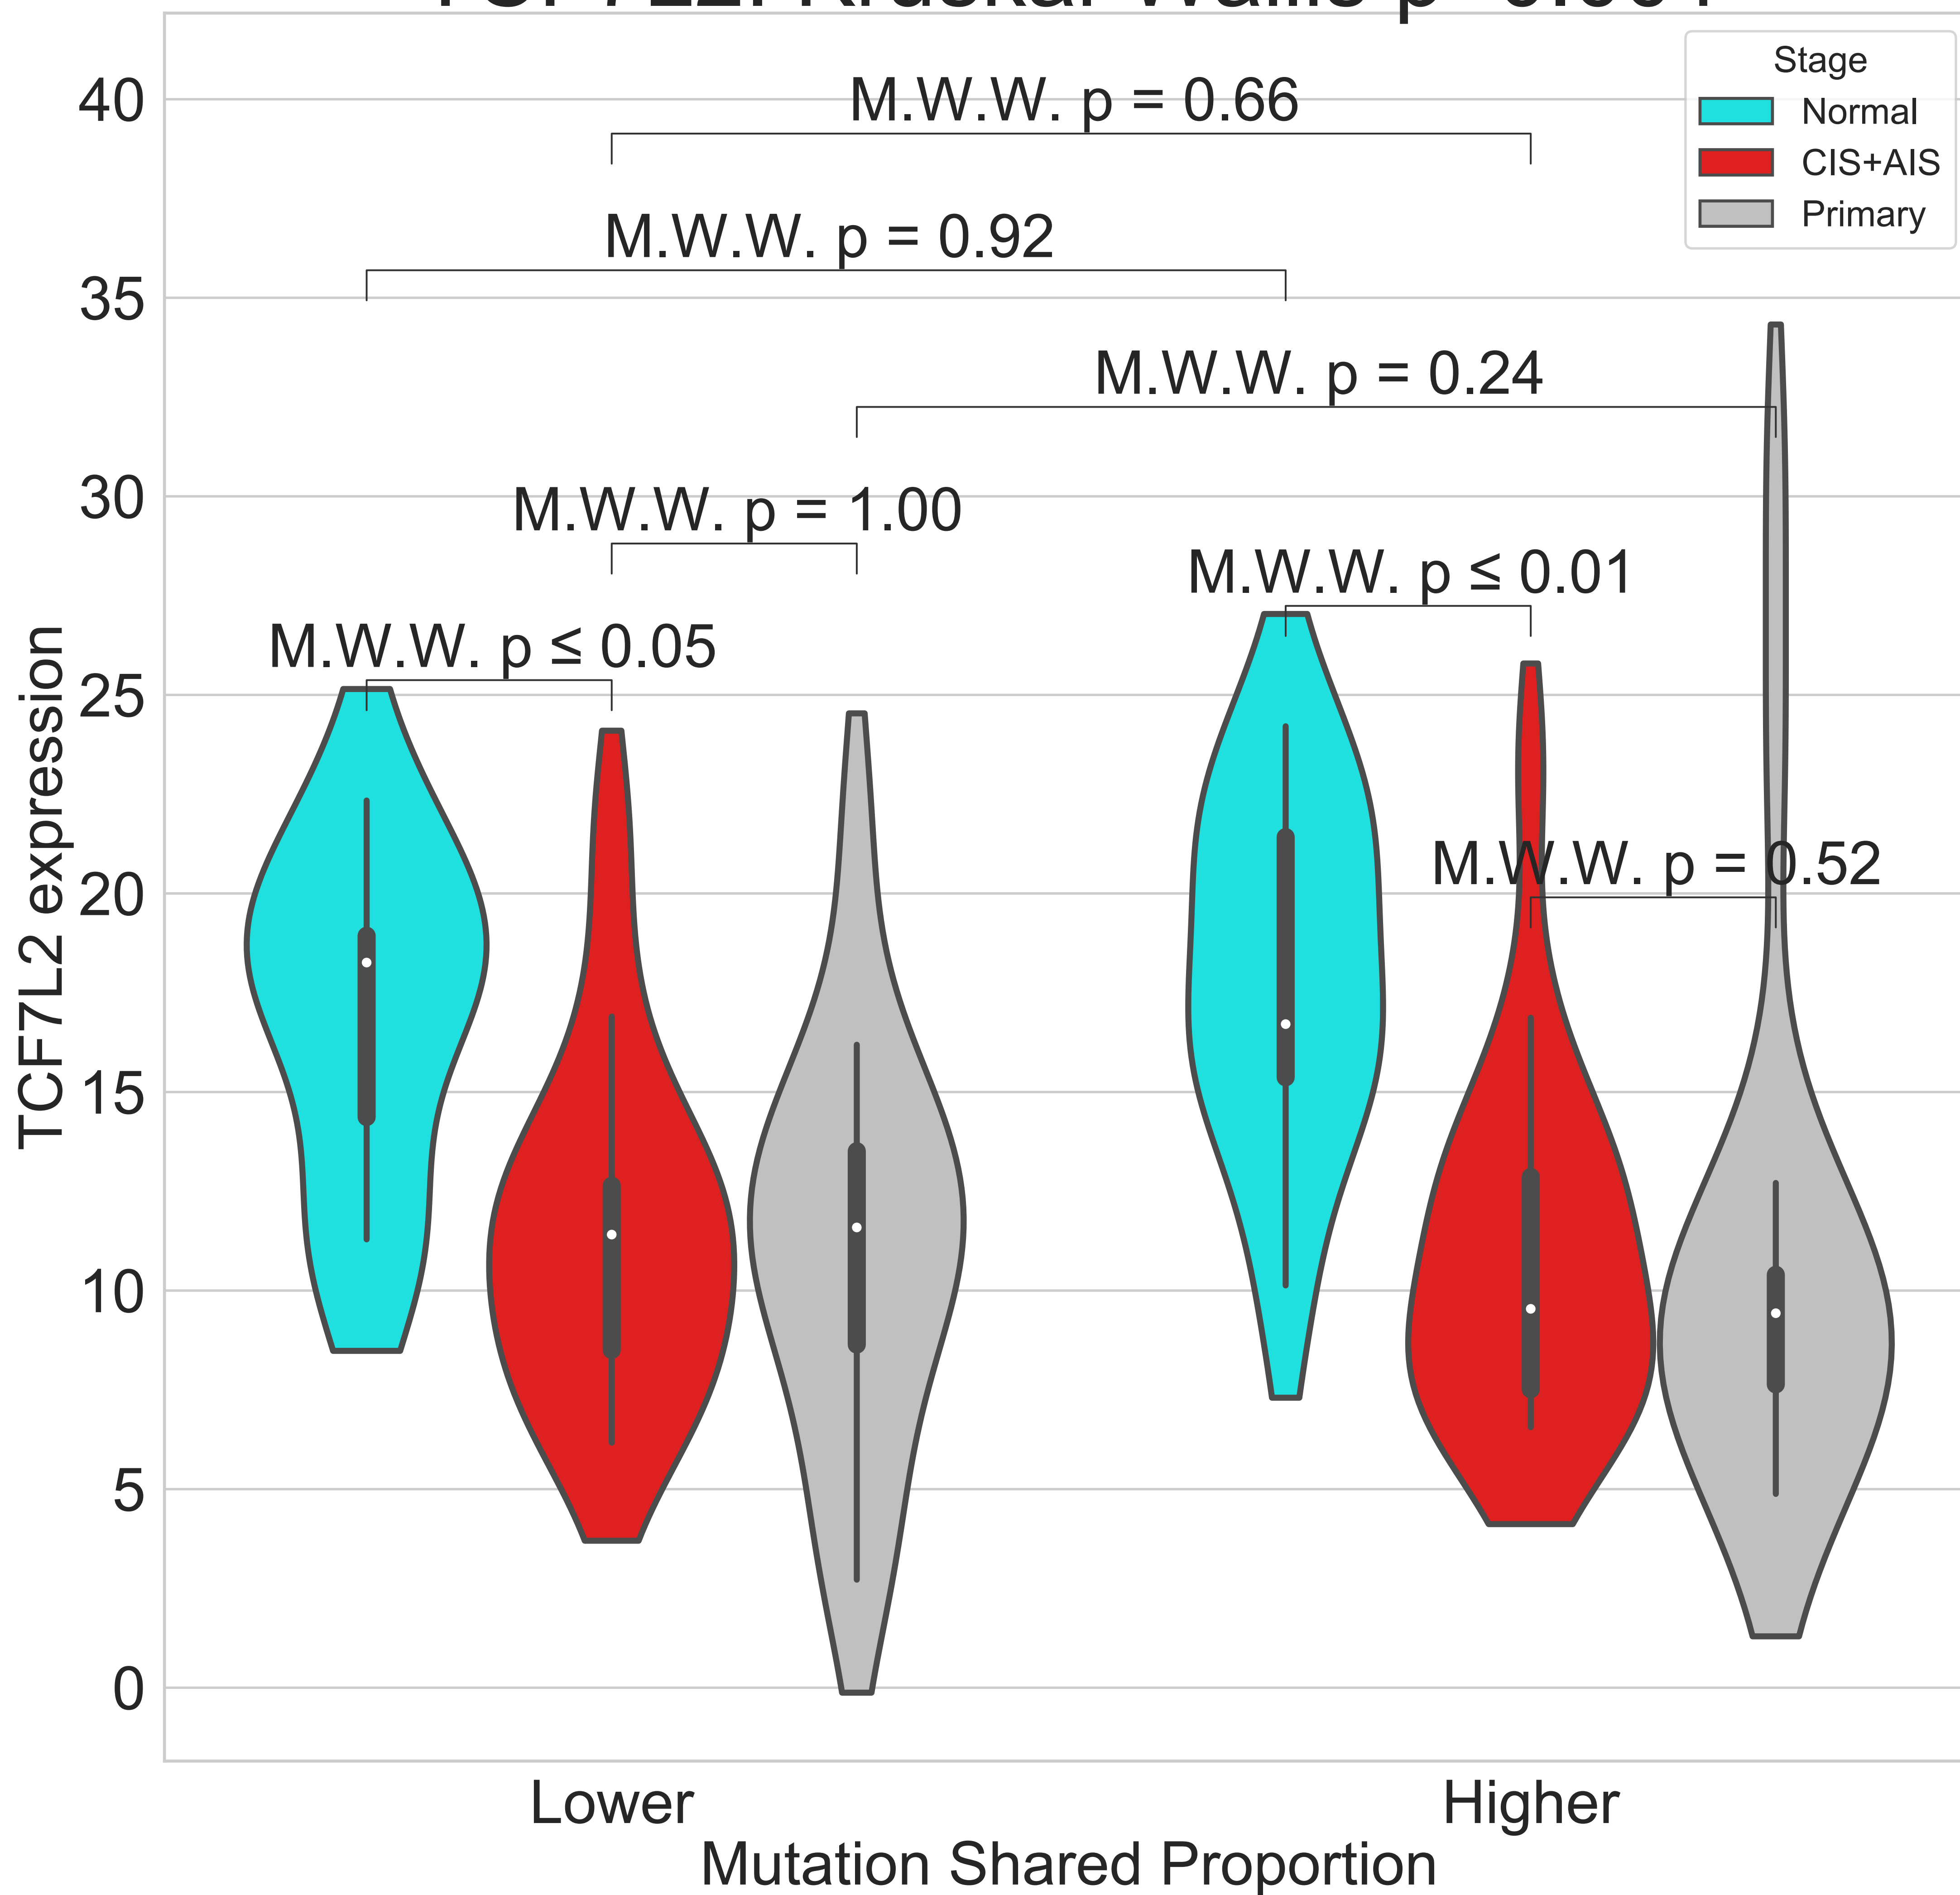 Stage
Normal
CIS+AIS
Primary
M.W.W. p = 0.66
M.W.W. p = 0.92
M.W.W. p = 0.24
M.W.W. p = 1.00
M.W.W. p ≤ 0.01
M.W.W. p ≤ 0.05
M.W.W. p = 0.52
40
35
30
25
20
15
10
5
0
TCF7L2 expression
Lower
Higher
Mutation Shared Proportion